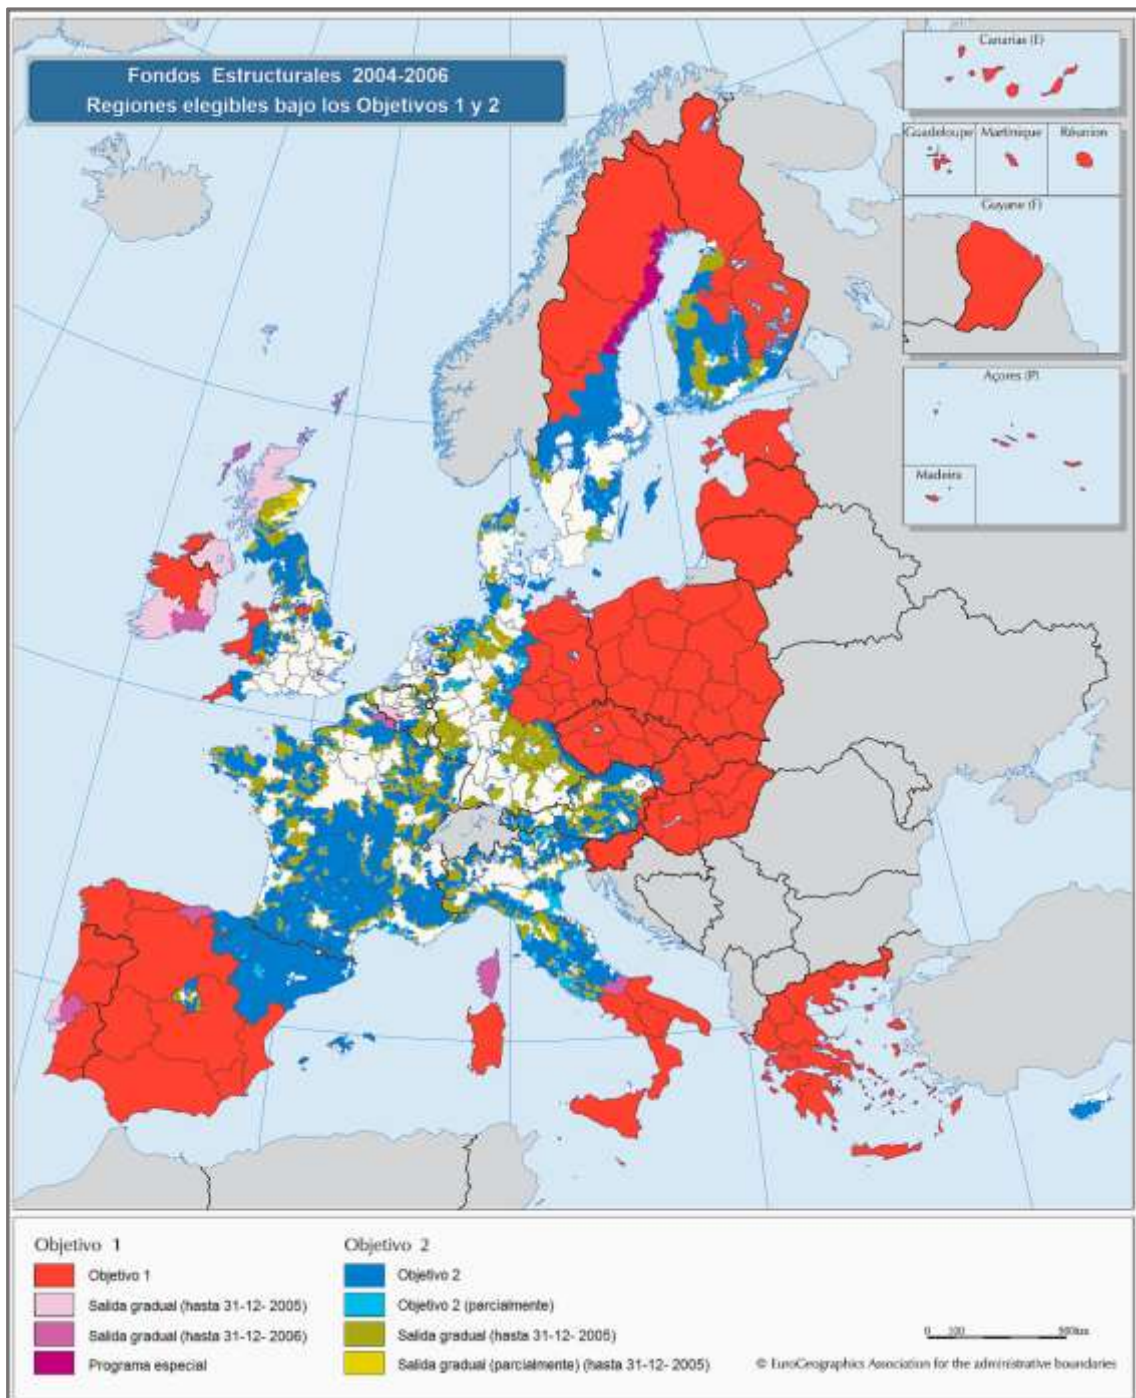 Fondos Estructurales 2004-2006
Regiones elegibles bajo los Objetivos 1 y 2
Canarias (E)
Guadeloupe
Martinique
Réunion
Guyane (F)
Açores (P)
Madeira
Objetivo 1
Objetivo 1
Salida gradual (hasta 31-12- 2005)
Salida gradual (hasta 31-12- 2006)
Programa especial
Objetivo 2
Objetivo 2
Objetivo 2 (parcialmente)
Salida gradual (hasta 31-12- 2005)
Salida gradual (parcialmente) (hasta 31-12- 2005)
0
© EuroGeographics Association for the administrative boundaries